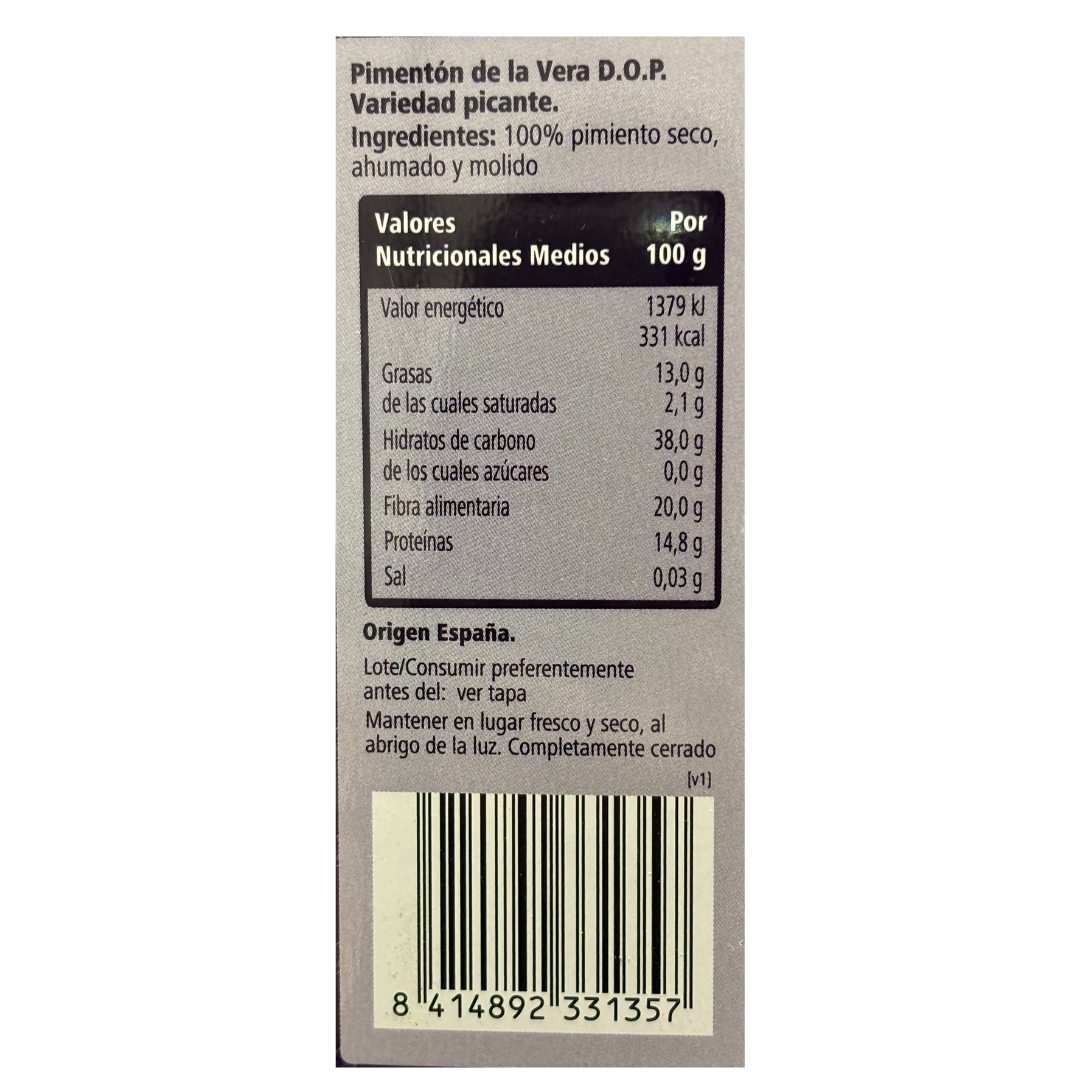 Pimentón de la Vera D.O.P.
Variedad picante.
Ingredientes: 100% pimiento seco,
ahumado y molido
Valores Por
Nutricionales Medios 100 g
Valor energético 1379 kJ
331 kcal
Grasas 13,0 g
de las cuales saturadas 2,1 g
Hidratos de carbono 38,0 g
de los cuales azúcares 0,0 g
Fibra alimentaria 20,0 g
Proteínas 14,8 g
Sal 0,03 g
Origen España.
Lote/Consumir preferentemente
antes del: ver tapa
Mantener en lugar fresco y seco, al
abrigo de la luz. Completamente cerrado
[v1]
8 414892 331357